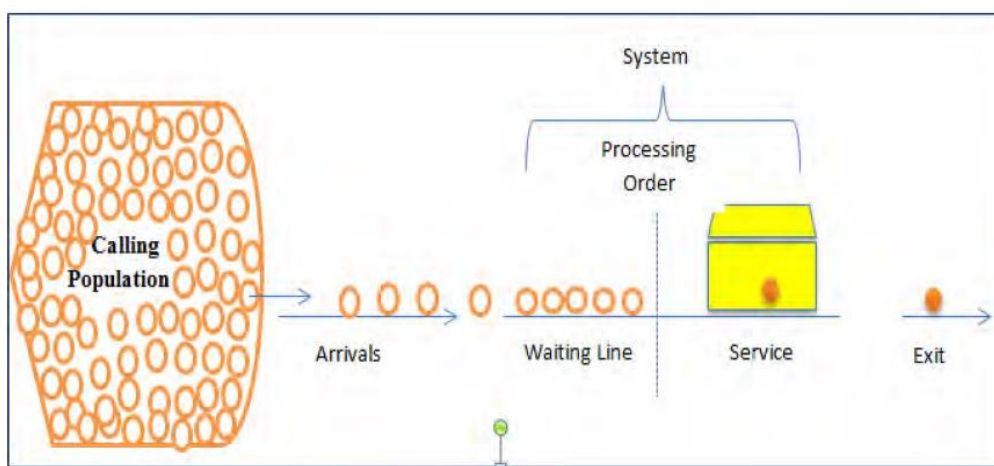 System
Processing
Order
Calling
Population
Arrivals
Waiting Line
Service
Exit